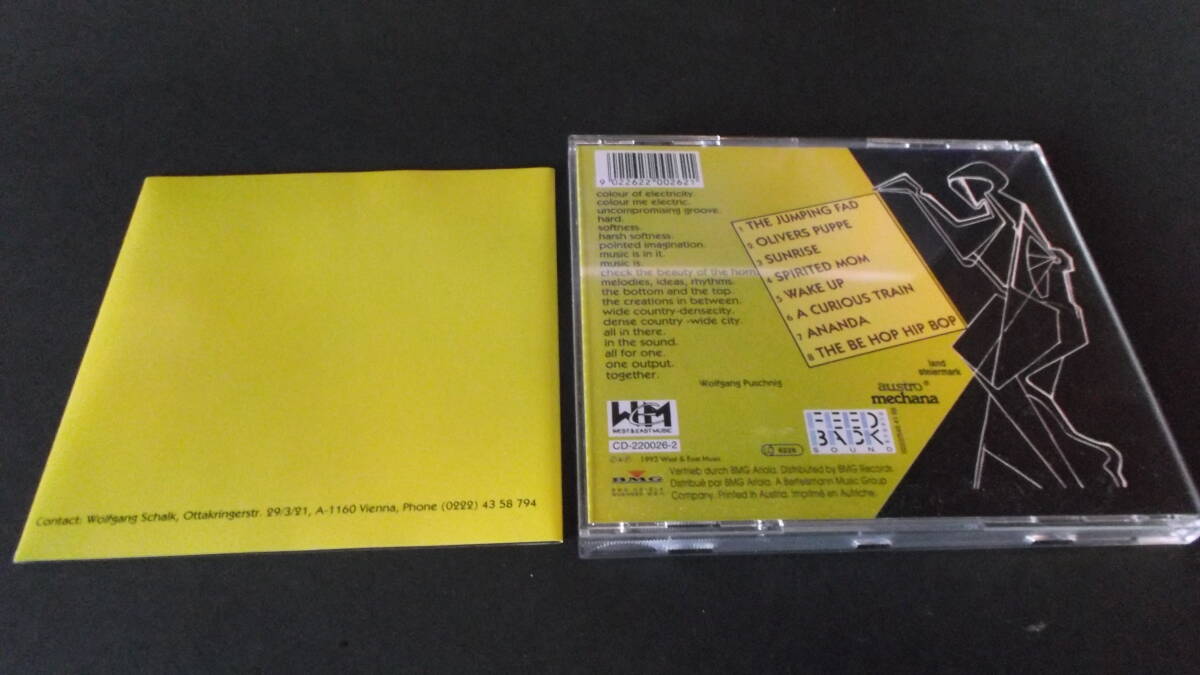 Contact: Wolfgang Schalk, Ottakringerstr. 29/3/21, A-1160 Vienna, Phone (0222) 43 58 794
9 022622 002621
colour of electricity.
colour me electric.
uncompromising groove.
hard.
softness.
harsh softness.
pointed imagination.
music is in it.
music is.
check the beauty of the horn,
melodies, ideas, rhythms.
the bottom and the top.
the creations in between.
wide country-densecity.
dense country -wide city.
all in there.
in the sound.
all for one.
one output.
together.
Wolfgang Puschnig
1 THE JUMPING FAD
2 OLIVERS PUPPE
3 SUNRISE
4 SPIRITED MOM
5 WAKE UP
6 A CURIOUS TRAIN
7 ANANDA
8 THE BE HOP HIP BOP
land
steiermark
austro
mechana
W&M
WEST & EAST MUSIC
CD-220026-2
FEED
BACK
SOUND
1992 West & East Music
BMG
Vertrieb durch BMG Ariola. Distributed by BMG Records.
Distribué par BMG Ariola. A Bertelsmann Music Group
Company. Printed in Austria. Imprimé en Autriche.